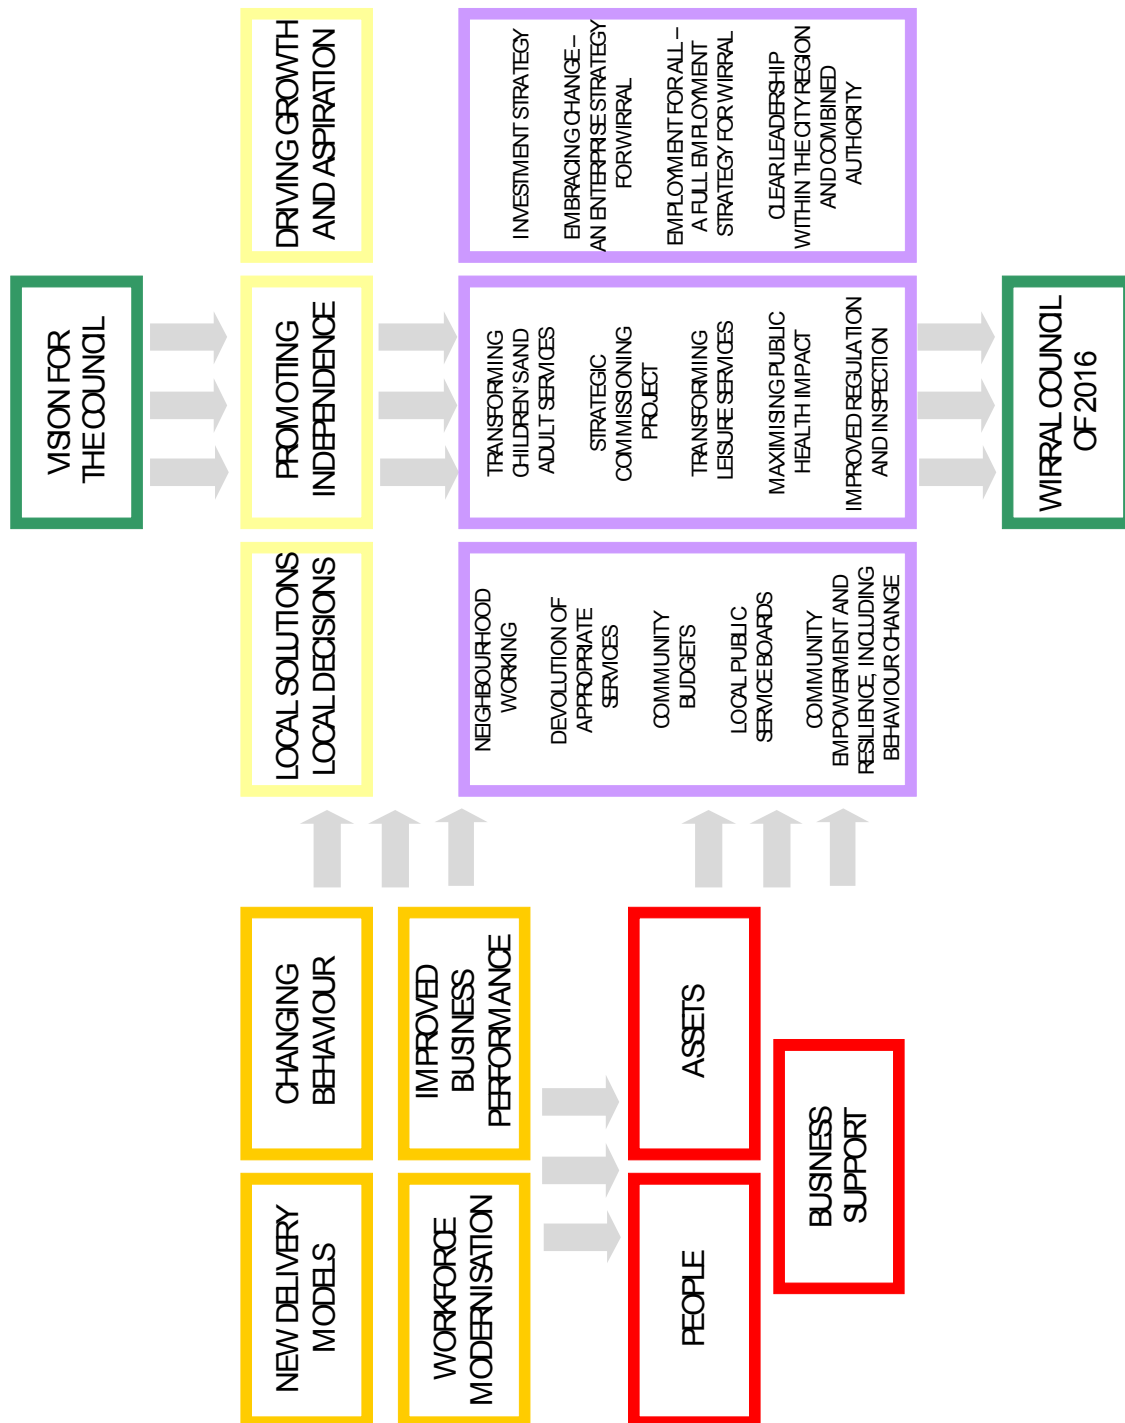 VISION FOR
THE COUNCIL
NEW DELIVERY
MODELS
CHANGING
BEHAVIOUR
LOCAL SOLUTIONS
LOCAL DECISIONS
PROMOTING
INDEPENDENCE
DRIVING GROWTH
AND ASPIRATION
WORKFORCE
MODERNISATION
IMPROVED
BUSINESS
PERFORMANCE
PEOPLE
ASSETS
BUSINESS
SUPPORT
NEIGHBOURHOOD
WORKING
DEVOLUTION OF
APPROPRIATE
SERVICES
COMMUNITY
BUDGETS
LOCAL PUBLIC
SERVICE BOARDS
COMMUNITY
EMPOWERMENT AND
RESILIENCE, INCLUDING
BEHAVIOUR CHANGE
TRANSFORMING
CHILDREN'S AND
ADULT SERVICES
STRATEGIC
COMMISSIONING
PROJECT
TRANSFORMING
LEISURE SERVICES
MAXIMISING PUBLIC
HEALTH IMPACT
IMPROVED REGULATION
AND INSPECTION
INVESTMENT STRATEGY
EMBRACING CHANGE –
AN ENTERPRISE STRATEGY
FOR WIRRAL
EMPLOYMENT FOR ALL –
A FULL EMPLOYMENT
STRATEGY FOR WIRRAL
CLEAR LEADERSHIP
WITHIN THE CITY REGION
AND COMBINED
AUTHORITY
WIRRAL COUNCIL
OF 2016